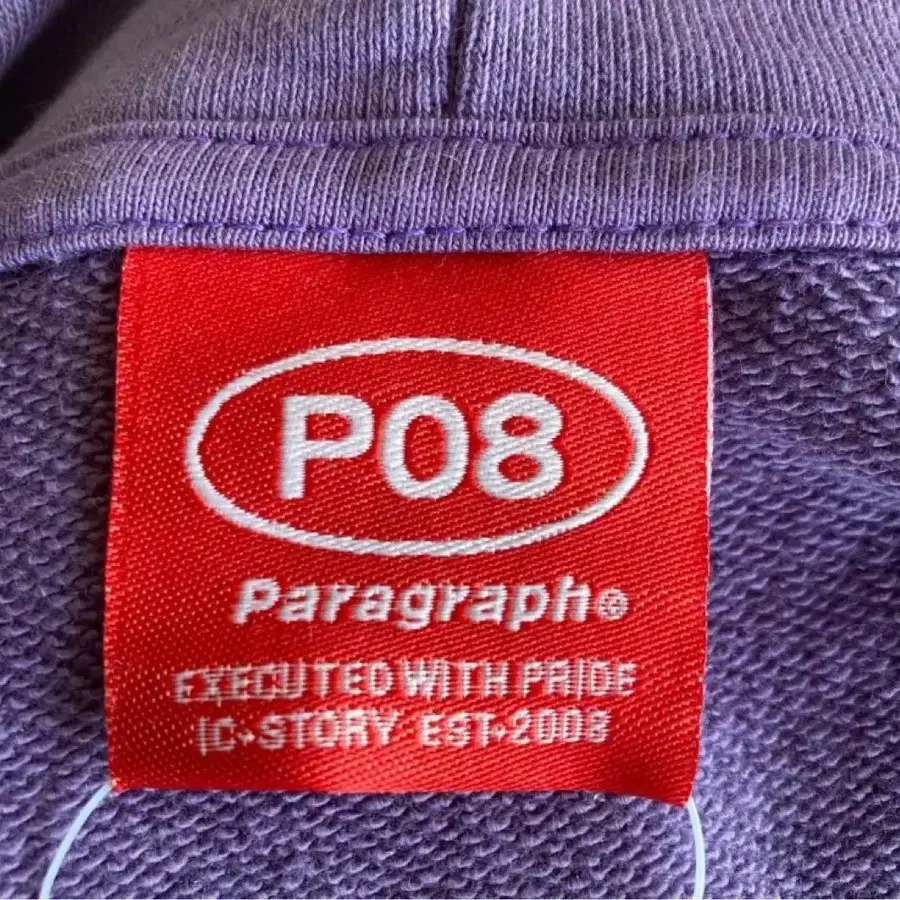 P08
Paragraph®
EXECUTED WITH PRIDE
IC→STORY EST→2008